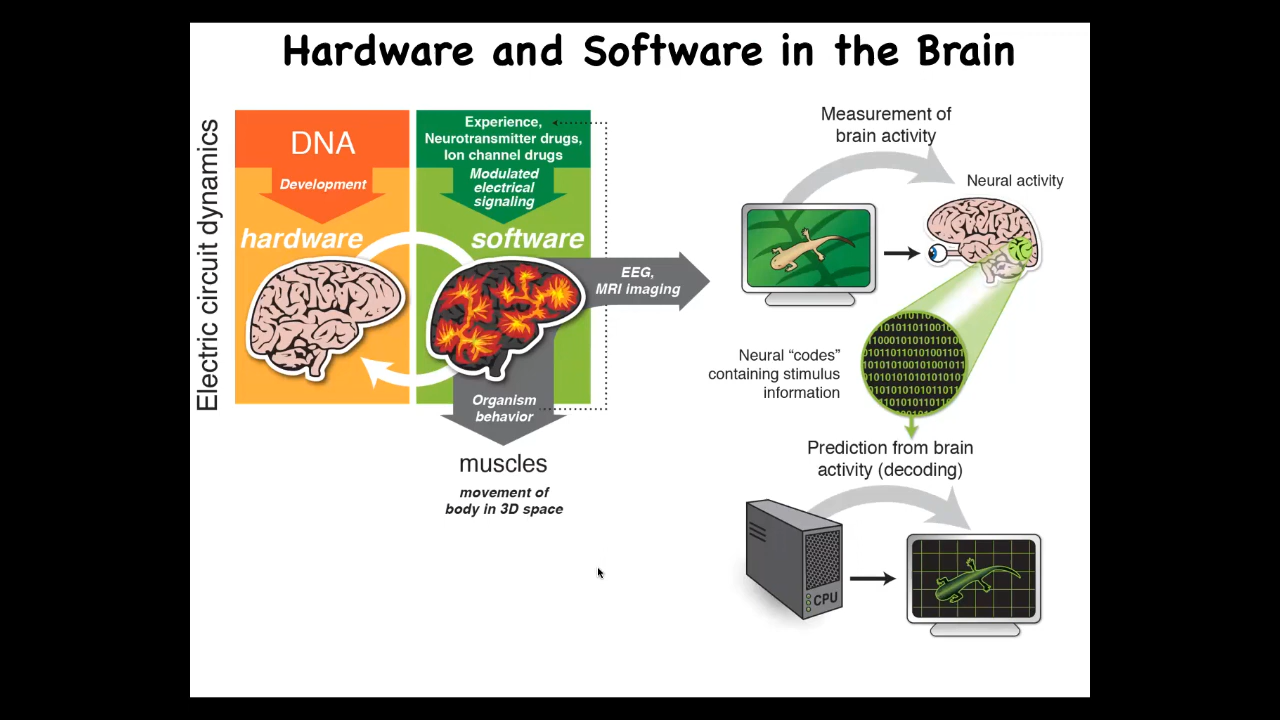 Hardware and Software in the Brain
Electric circuit dynamics
DNA
Development
hardware
Experience,
Neurotransmitter drugs,
Ion channel drugs
Modulated
electrical
signaling
software
EEG,
MRI imaging
Organism
behavior
muscles
movement of
body in 3D space
Measurement of
brain activity
Neural activity
Neural “codes”
containing stimulus
information
Prediction from brain
activity (decoding)
CPU